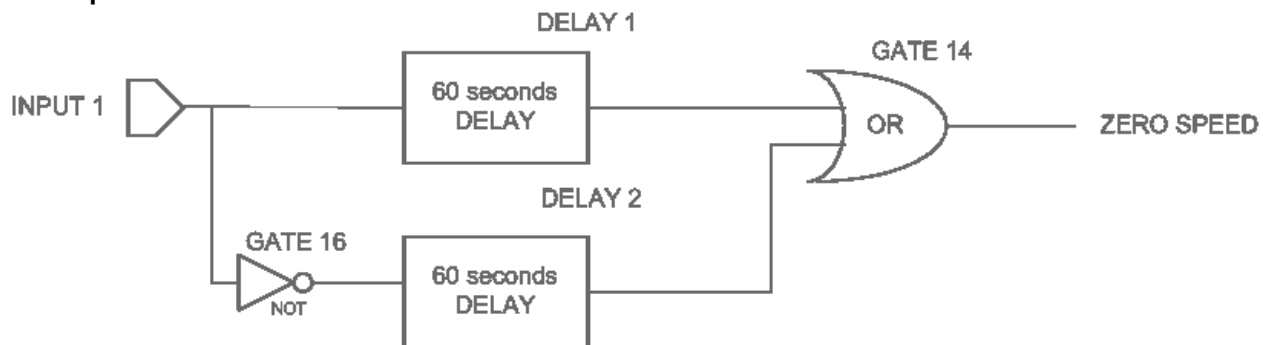 DELAY 1
GATE 14
INPUT 1
60 seconds
DELAY
OR
ZERO SPEED
DELAY 2
GATE 16
NOT
60 seconds
DELAY